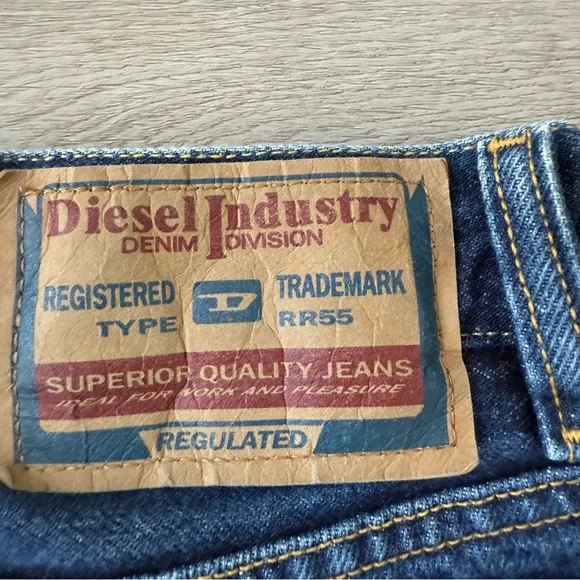 Diesel Industry
DENIM DIVISION
REGISTERED D TRADEMARK
TYPE RR55
SUPERIOR QUALITY JEANS
IDEAL FOR WORK AND PLEASURE
REGULATED